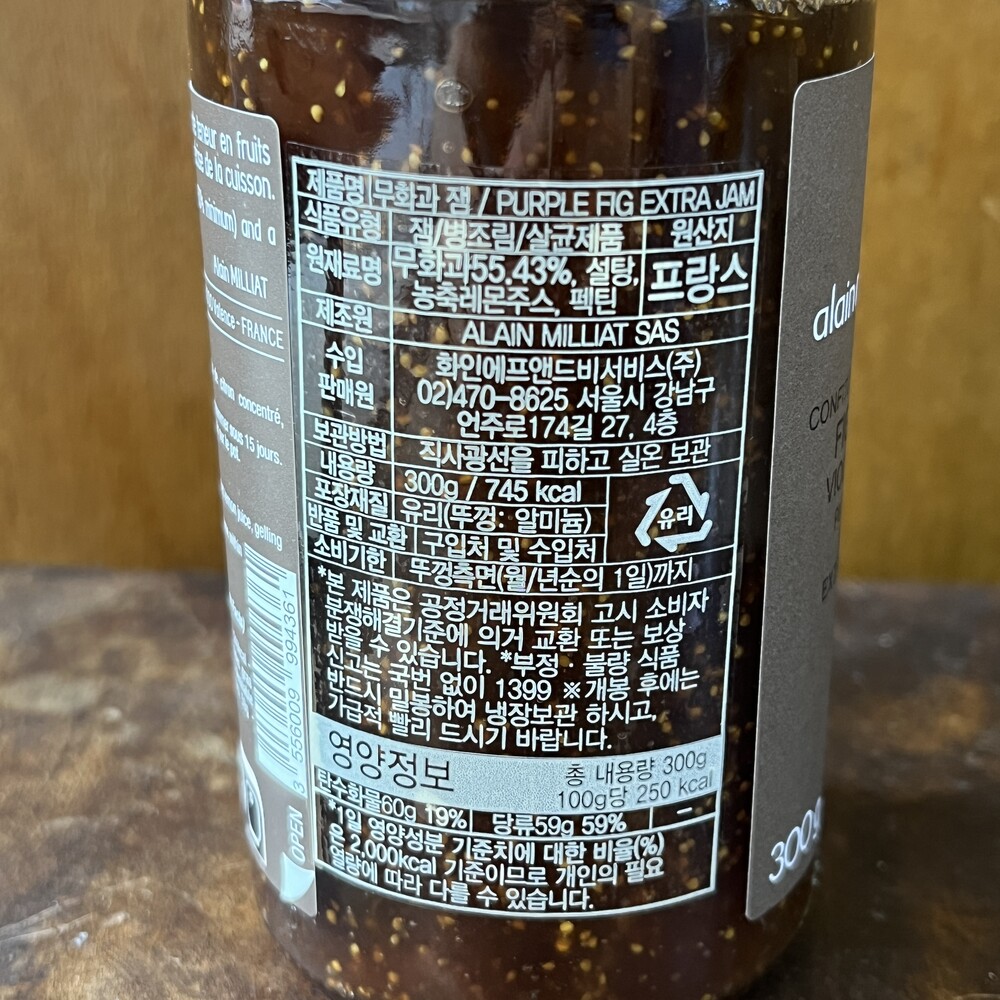 teneur en fruits
de la cuisson.
minimum) and a
Alain MILLIAT
Valence - FRANCE
citron concentré,
sous 15 jours.
le pot.
juice, gelling
3 556009 994361
OPEN
제품명 무화과 잼 / PURPLE FIG EXTRA JAM
식품유형 잼/병조림/살균제품 원산지
원재료명 무화과55.43%, 설탕, 프랑스
농축레몬주스, 펙틴
제조원 ALAIN MILLIAT SAS
수입 화인에프앤드비서비스(주)
판매원 02)470-8625 서울시 강남구
언주로174길 27, 4층
보관방법 직사광선을 피하고 실온 보관
내용량 300g / 745 kcal
포장재질 유리(뚜껑: 알미늄) 유리
반품 및 교환 구입처 및 수입처
소비기한 뚜껑측면(월/년순의 1일)까지
*본 제품은 공정거래위원회 고시 소비자
분쟁해결기준에 의거 교환 또는 보상
받을 수 있습니다. *부정·불량 식품
신고는 국번 없이 1399 ※개봉 후에는
반드시 밀봉하여 냉장보관 하시고,
가급적 빨리 드시기 바랍니다.
영양정보 총 내용량 300g
100g당 250 kcal
탄수화물60g 19% 당류59g 59% –
*1일 영양성분 기준치에 대한 비율(%)
은 2,000kcal 기준이므로 개인의 필요
열량에 따라 다를 수 있습니다.
alain
300g